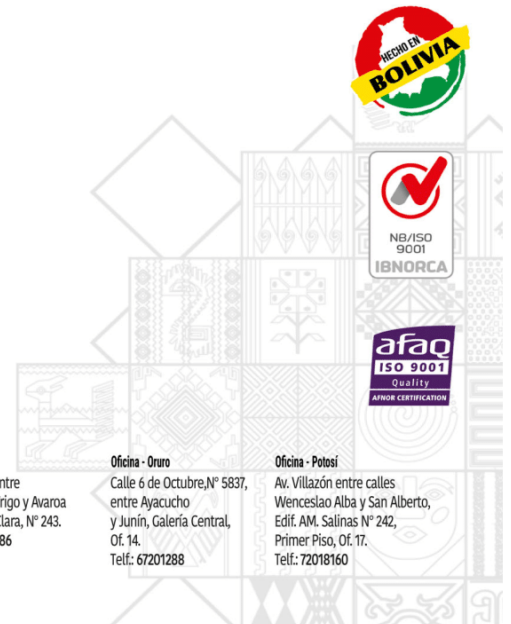 HECHO EN
BOLIVIA
NB/ISO
9001
IBNORCA
afaq
ISO 9001
Quality
AFNOR CERTIFICATION
ntre
rigo y Avaroa
Clara, N° 243.
86
Oficina - Oruro
Calle 6 de Octubre,N° 5837,
entre Ayacucho
y Junín, Galería Central,
Of. 14.
Telf.: 67201288
Oficina - Potosí
Av. Villazón entre calles
Wenceslao Alba y San Alberto,
Edif. AM. Salinas N° 242,
Primer Piso, Of. 17.
Telf.: 72018160